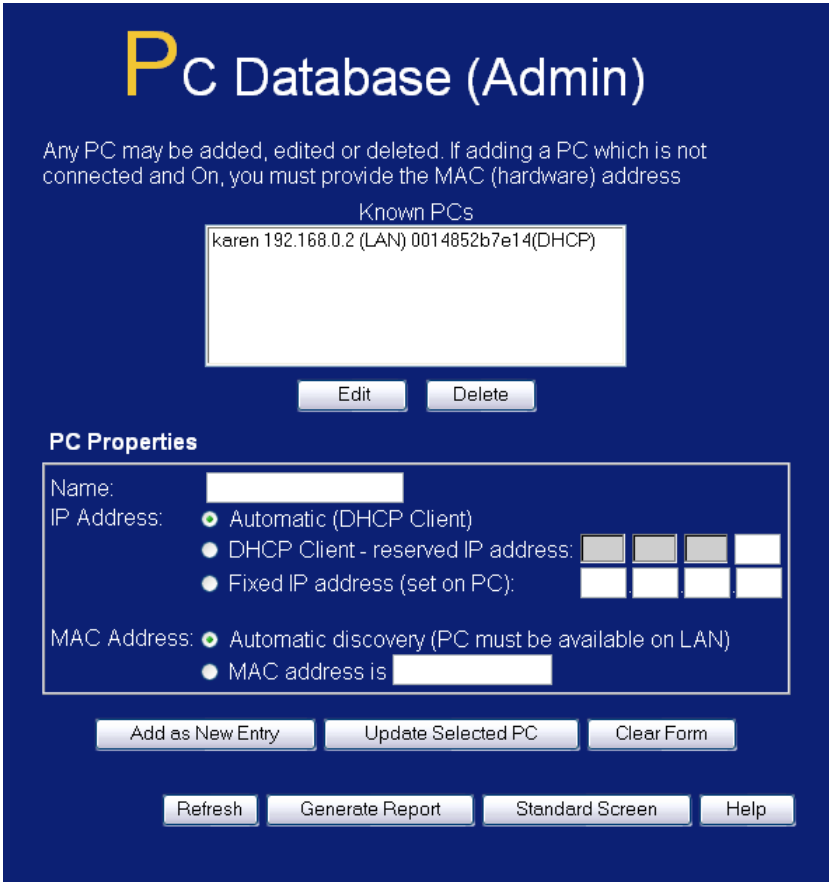 PC Database (Admin)
Any PC may be added, edited or deleted. If adding a PC which is not
connected and On, you must provide the MAC (hardware) address
Known PCs
karen 192.168.0.2 (LAN) 0014852b7e14(DHCP)
Edit Delete
PC Properties
Name:
IP Address: Automatic (DHCP Client)
DHCP Client - reserved IP address:
Fixed IP address (set on PC): . . .
MAC Address: Automatic discovery (PC must be available on LAN)
MAC address is
Add as New Entry Update Selected PC Clear Form
Refresh Generate Report Standard Screen Help